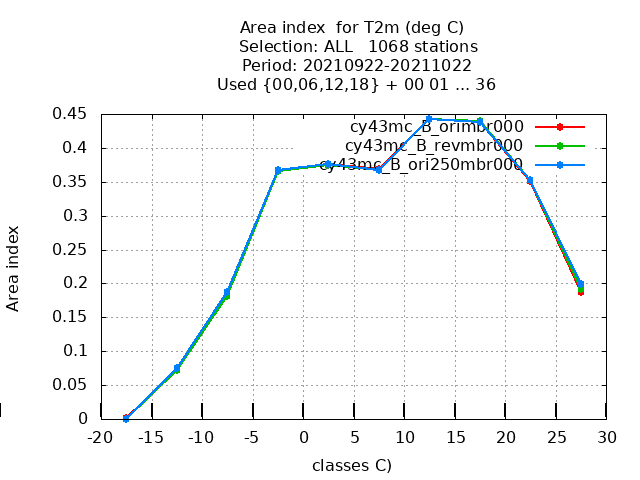 Area index  for T2m (deg C)
Selection: ALL   1068 stations
Period: 20210922-20211022
Used {00,06,12,18} + 00 01 ... 36
0.45
0.4
0.35
0.3
0.25
0.2
0.15
0.1
0.05
0
Area index
cy43mc_B_orimbr000
cy43mc_B_revmbr000
cy43mc_B_ori250mbr000
-20 -15 -10 -5 0 5 10 15 20 25 30
classes C)